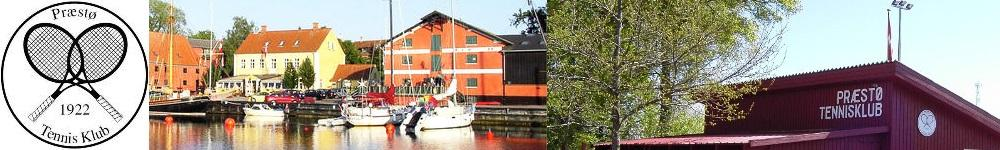 Præstø
1922
Tennis Klub
PRÆSTØ
TENNISKLUB